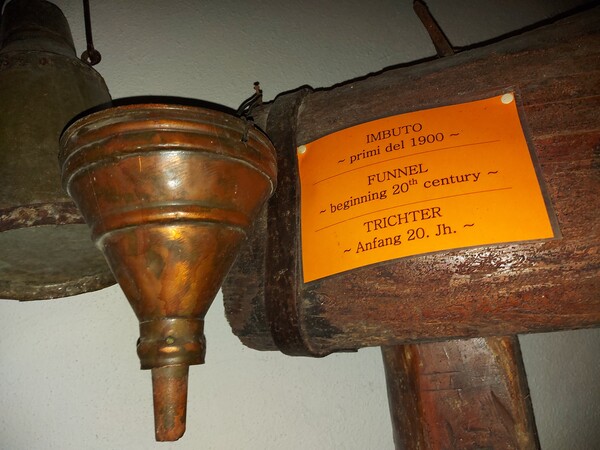 IMBUTO
~ primi del 1900 ~
FUNNEL
~ beginning 20th century ~
TRICHTER
~ Anfang 20. Jh. ~